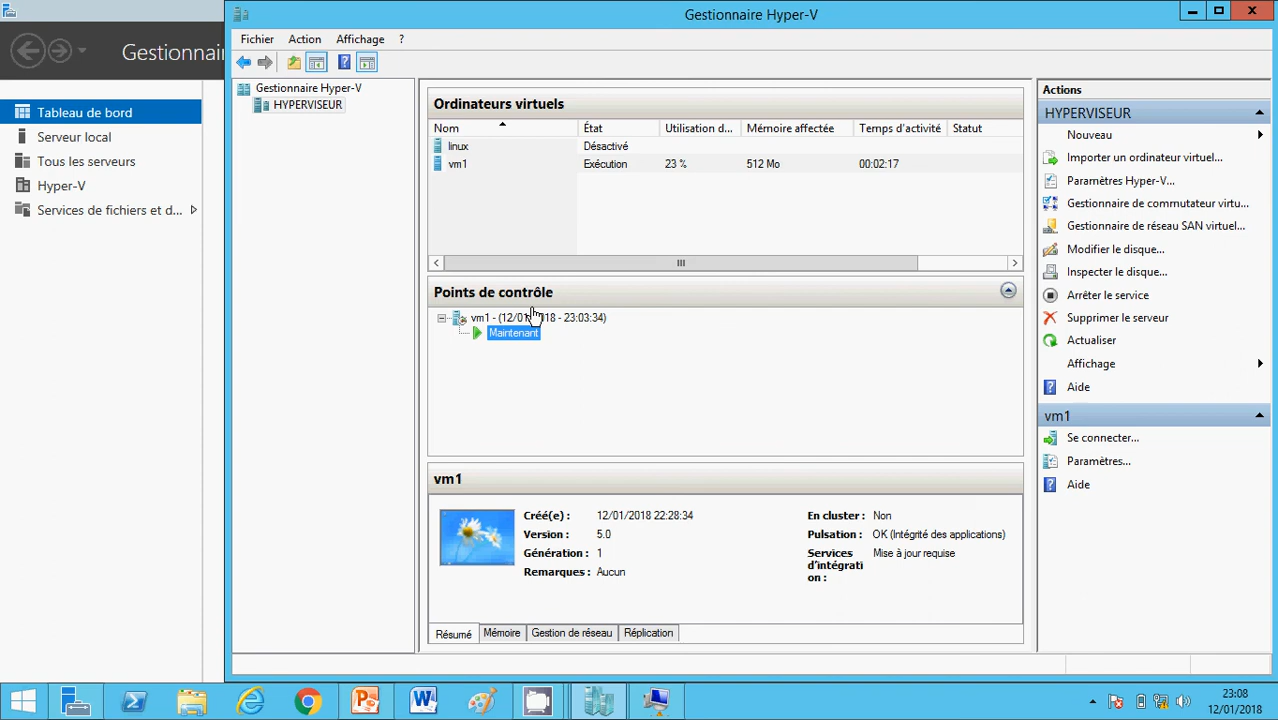 Gestionnaire Hyper-V
Gestionnai
Fichier Action Affichage ?
Tableau de bord
Serveur local
Tous les serveurs
Hyper-V
Services de fichiers et d...
Gestionnaire Hyper-V
HYPERVISEUR
Ordinateurs virtuels
Nom État Utilisation d... Mémoire affectée Temps d'activité Statut
linux Désactivé
vm1 Exécution 23 % 512 Mo 00:02:17
Points de contrôle
vm1 - (12/01/2018 - 23:03:34)
Maintenant
vm1
Créé(e) : 12/01/2018 22:28:34
Version : 5.0
Génération : 1
Remarques : Aucun
En cluster : Non
Pulsation : OK (Intégrité des applications)
Services Mise à jour requise
d'intégrati
on :
Résumé Mémoire Gestion de réseau Réplication
Actions
HYPERVISEUR
Nouveau
Importer un ordinateur virtuel...
Paramètres Hyper-V...
Gestionnaire de commutateur virtu...
Gestionnaire de réseau SAN virtuel...
Modifier le disque...
Inspecter le disque...
Arrêter le service
Supprimer le serveur
Actualiser
Affichage
Aide
vm1
Se connecter...
Paramètres...
Aide
23:08
12/01/2018